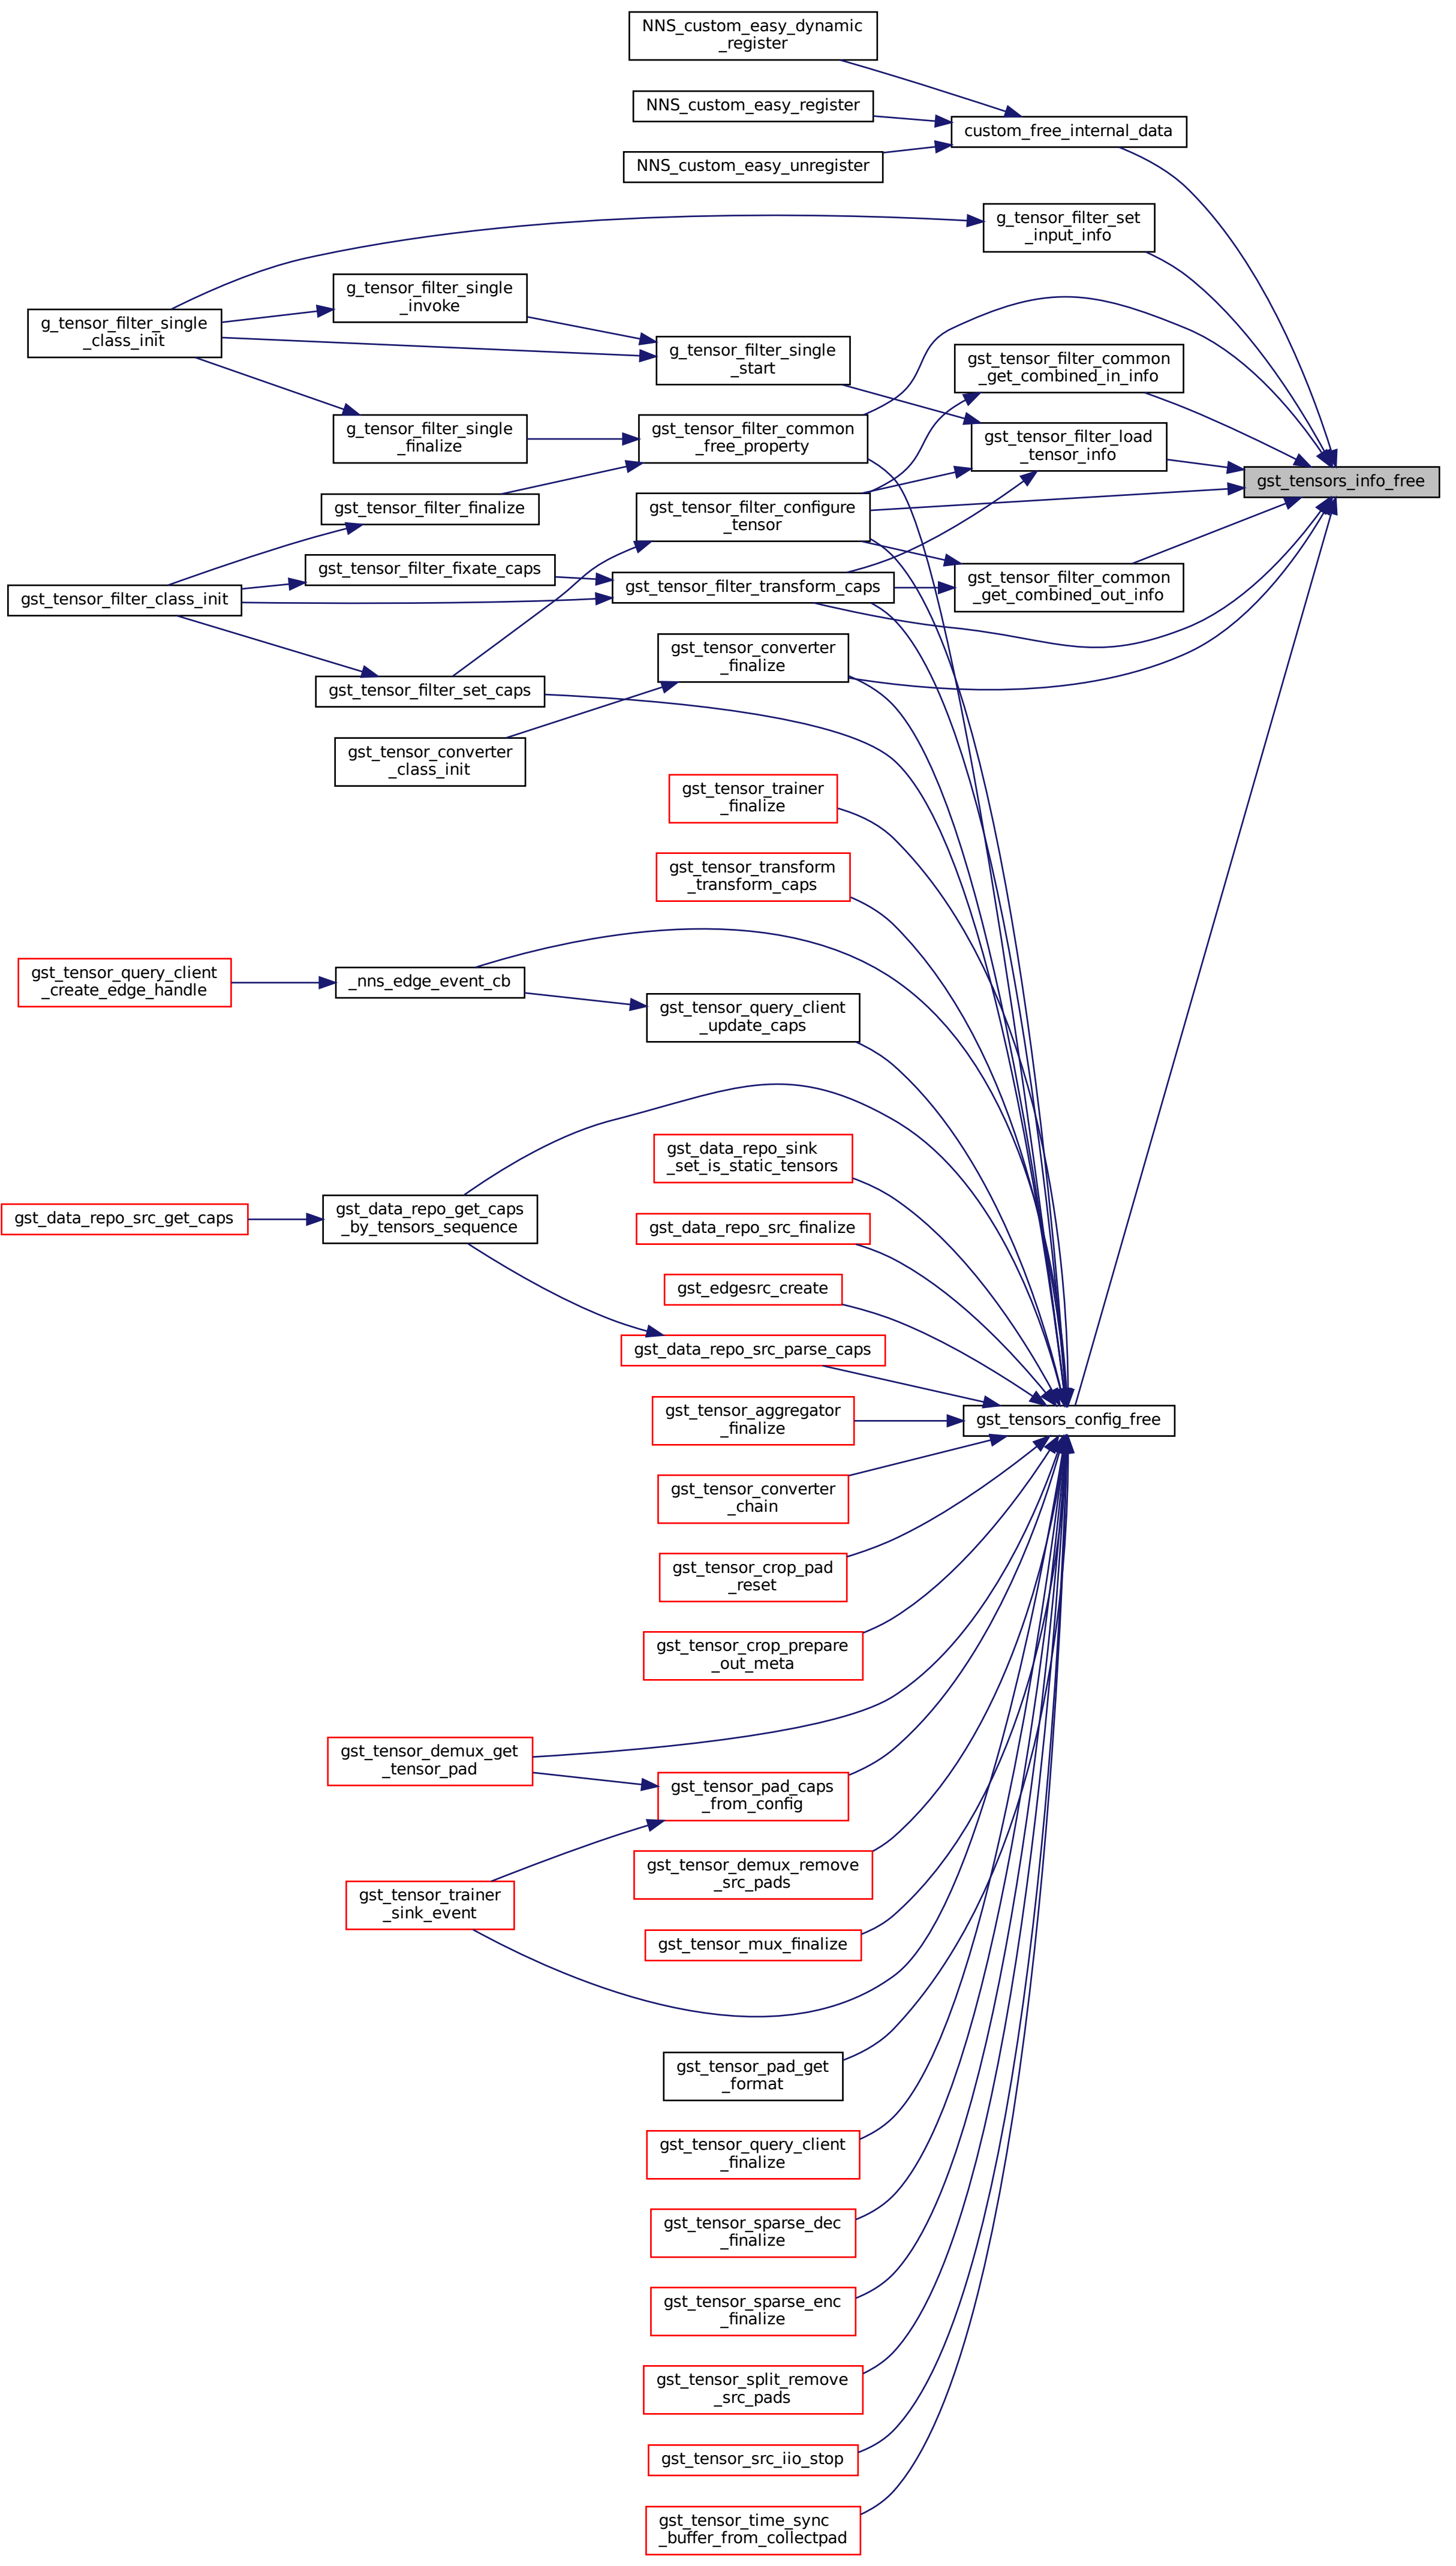 NNS_custom_easy_dynamic
_register
NNS_custom_easy_register
custom_free_internal_data
NNS_custom_easy_unregister
g_tensor_filter_set
_input_info
g_tensor_filter_single
_invoke
g_tensor_filter_single
_class_init
g_tensor_filter_single
_start
gst_tensor_filter_common
_get_combined_in_info
g_tensor_filter_single
_finalize
gst_tensor_filter_common
_free_property
gst_tensor_filter_load
_tensor_info
gst_tensors_info_free
gst_tensor_filter_finalize
gst_tensor_filter_configure
_tensor
gst_tensor_filter_fixate_caps
gst_tensor_filter_class_init
gst_tensor_filter_transform_caps
gst_tensor_filter_common
_get_combined_out_info
gst_tensor_converter
_finalize
gst_tensor_filter_set_caps
gst_tensor_converter
_class_init
gst_tensor_trainer
_finalize
gst_tensor_transform
_transform_caps
gst_tensor_query_client
_create_edge_handle
_nns_edge_event_cb
gst_tensor_query_client
_update_caps
gst_data_repo_sink
_set_is_static_tensors
gst_data_repo_src_get_caps
gst_data_repo_get_caps
_by_tensors_sequence
gst_data_repo_src_finalize
gst_edgesrc_create
gst_data_repo_src_parse_caps
gst_tensor_aggregator
_finalize
gst_tensors_config_free
gst_tensor_converter
_chain
gst_tensor_crop_pad
_reset
gst_tensor_crop_prepare
_out_meta
gst_tensor_demux_get
_tensor_pad
gst_tensor_pad_caps
_from_config
gst_tensor_demux_remove
_src_pads
gst_tensor_trainer
_sink_event
gst_tensor_mux_finalize
gst_tensor_pad_get
_format
gst_tensor_query_client
_finalize
gst_tensor_sparse_dec
_finalize
gst_tensor_sparse_enc
_finalize
gst_tensor_split_remove
_src_pads
gst_tensor_src_iio_stop
gst_tensor_time_sync
_buffer_from_collectpad